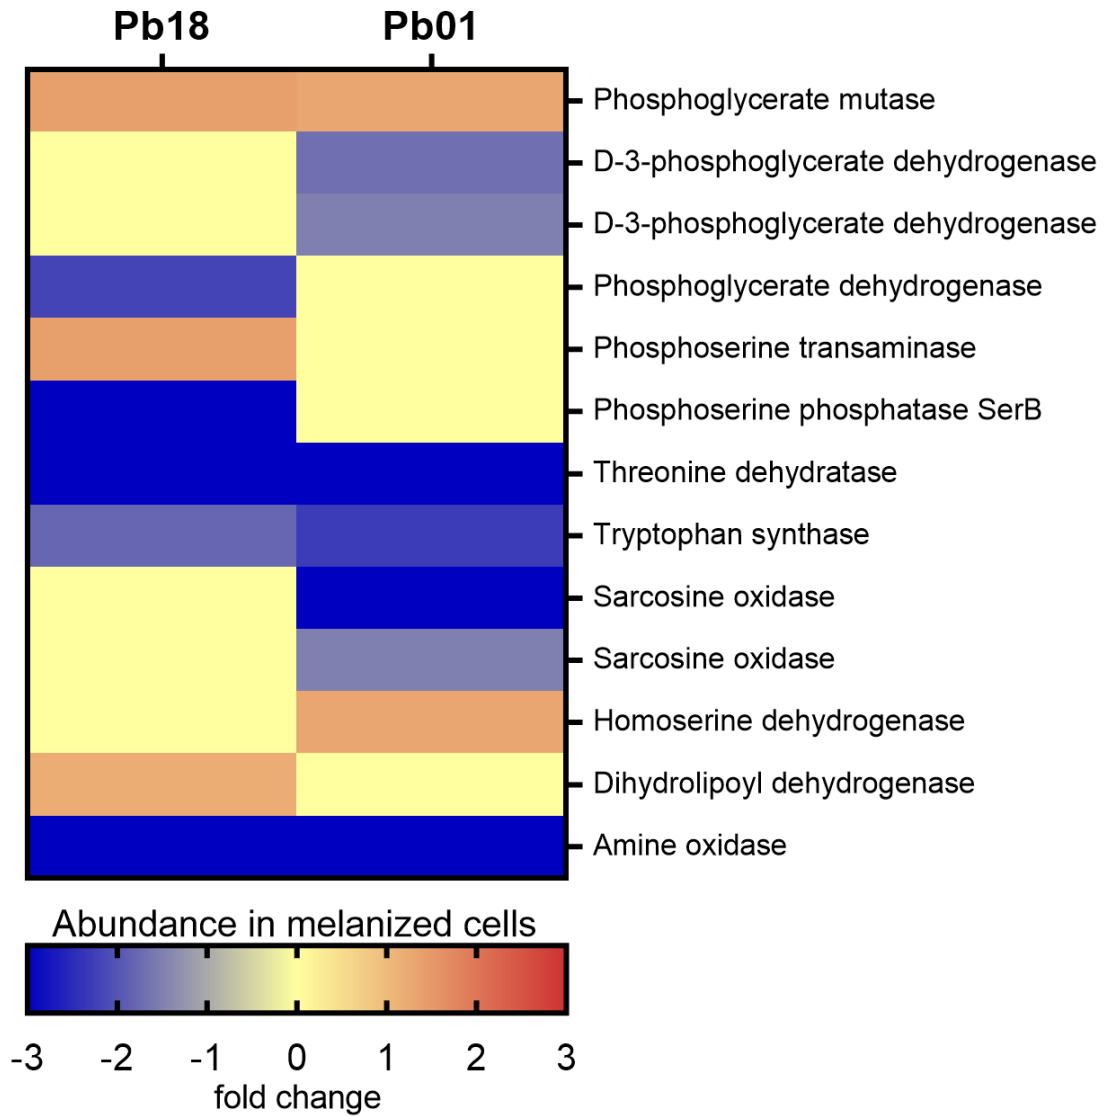 Pb18 Pb01
Phosphoglycerate mutase
D-3-phosphoglycerate dehydrogenase
D-3-phosphoglycerate dehydrogenase
Phosphoglycerate dehydrogenase
Phosphoserine transaminase
Phosphoserine phosphatase SerB
Threonine dehydratase
Tryptophan synthase
Sarcosine oxidase
Sarcosine oxidase
Homoserine dehydrogenase
Dihydrolipoyl dehydrogenase
Amine oxidase
Abundance in melanized cells
-3 -2 -1 0 1 2 3
fold change